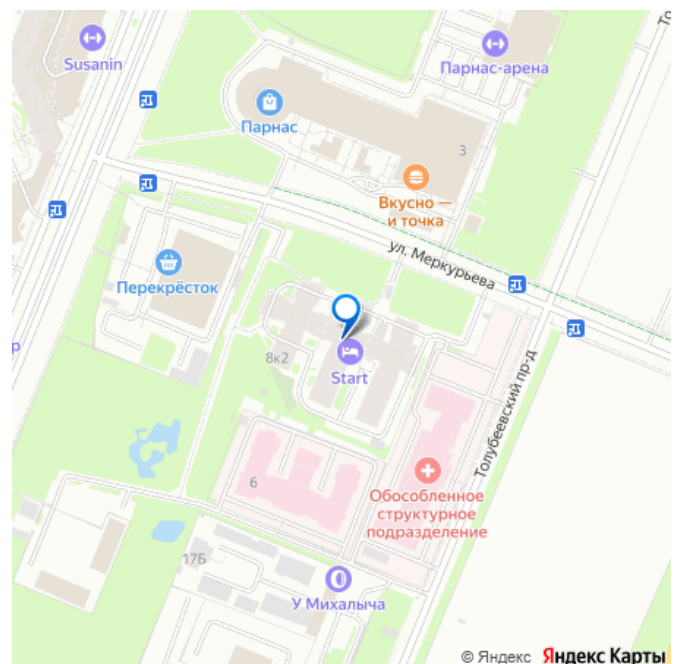 То
Susanin
Парнас-арена
Парнас
3
Вкусно —
и точка
ул. Меркурьева
Перекрёсток
р
8к2
Start
Толубеевский пр-д
6
Обособленное
структурное
подразделение
17Б
У Михалыча
© Яндекс Яндекс Карты